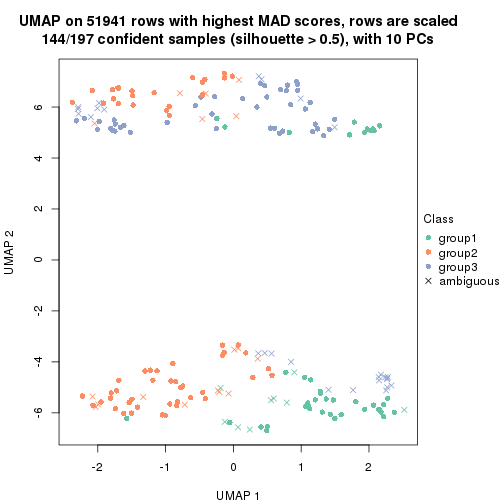 UMAP on 51941 rows with highest MAD scores, rows are scaled
144/197 confident samples (silhouette > 0.5), with 10 PCs
6
4
2
0
-2
-4
-6
UMAP 2
-2
-1
0
1
2
UMAP 1
Class
group1
group2
group3
ambiguous